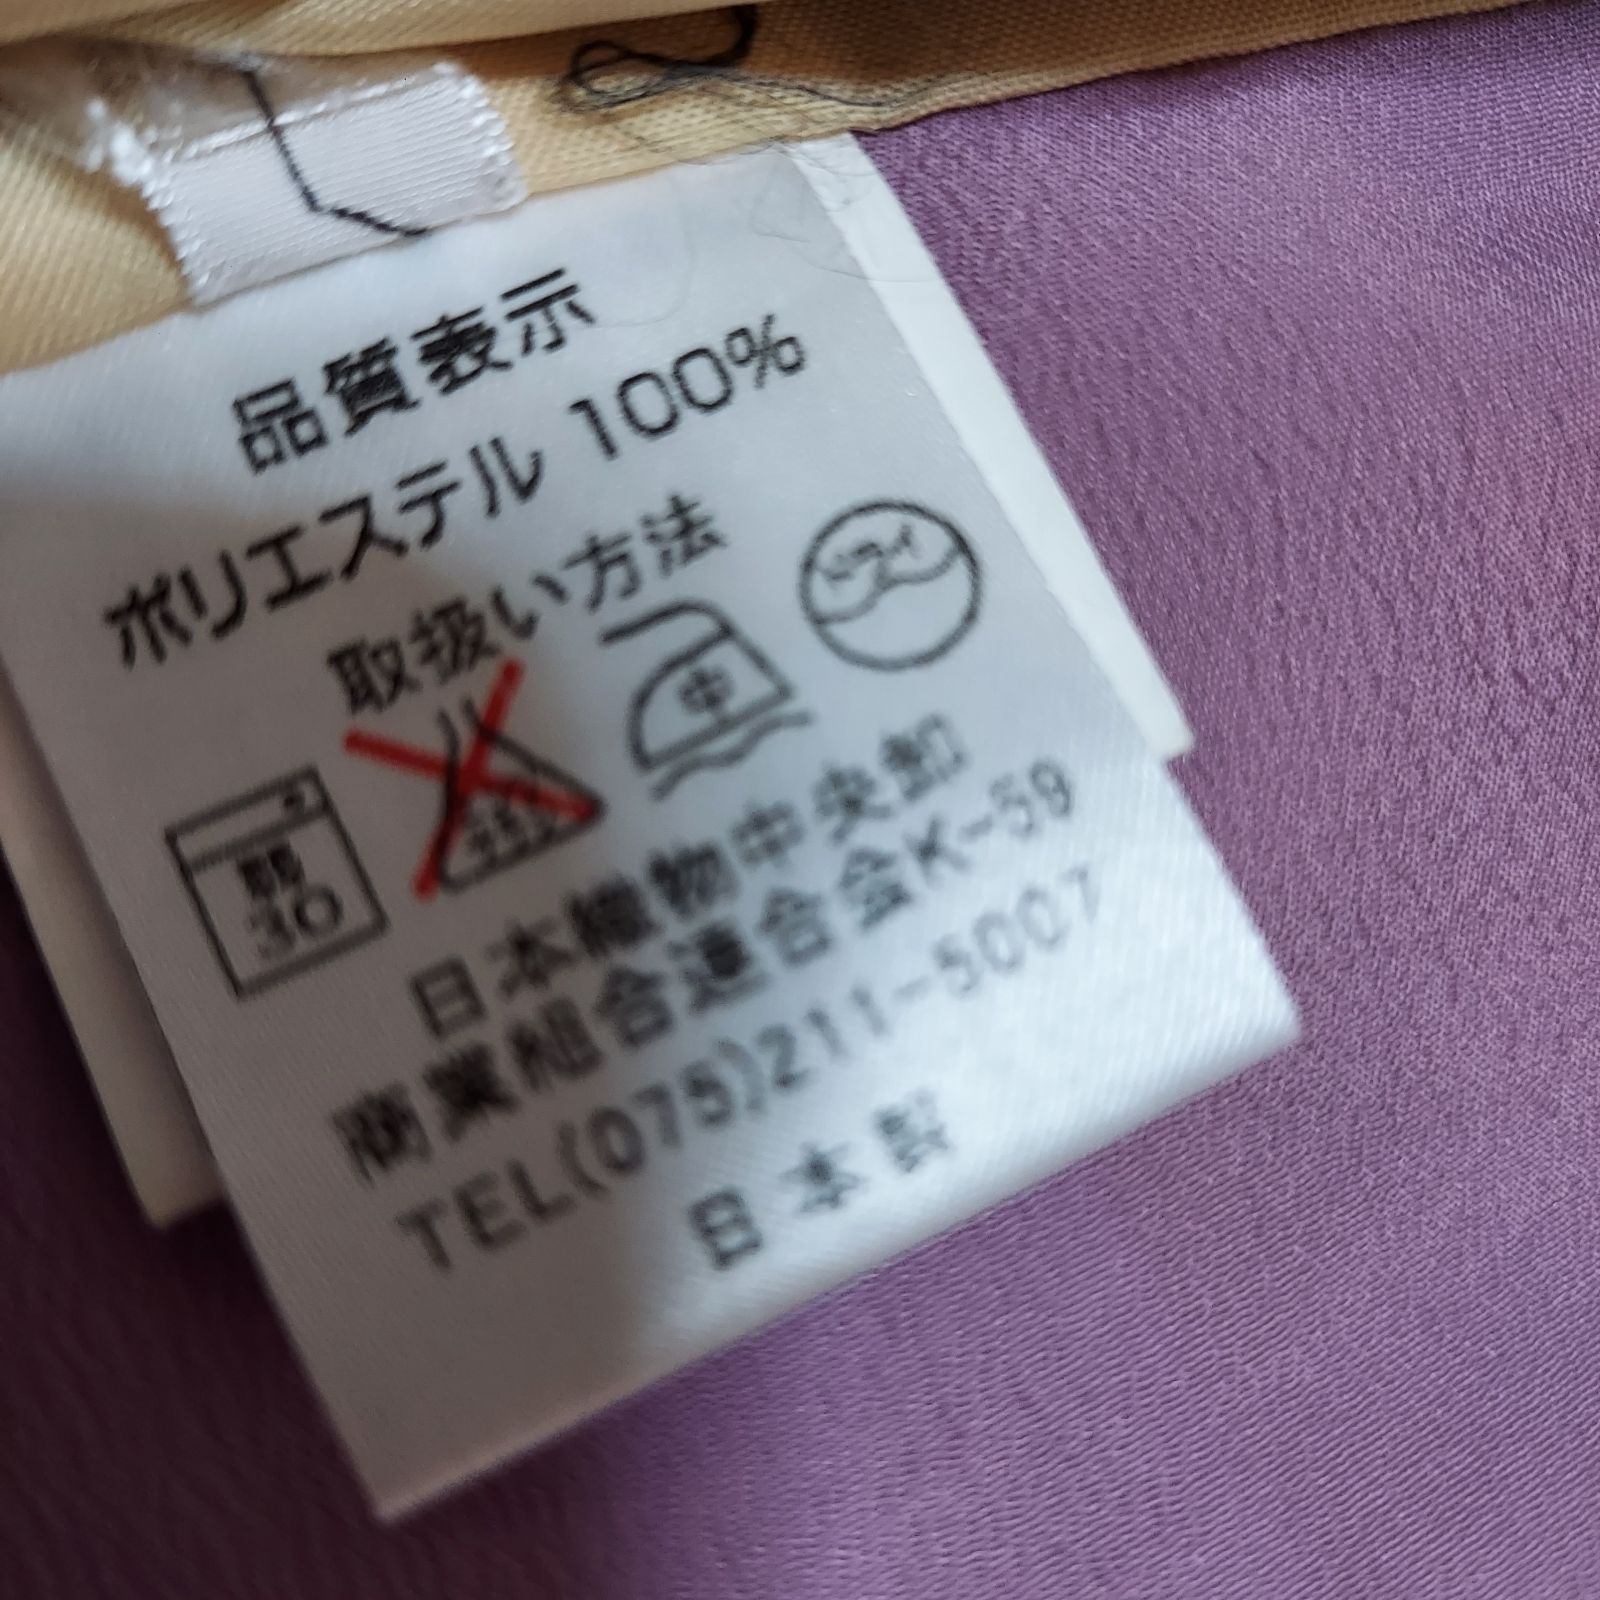 品質表示
ポリエステル 100%
取扱い方法
弱
30
中
ドライ
日本織物中央卸
商業組合連合会K-59
TEL(075)211-5007
日本製